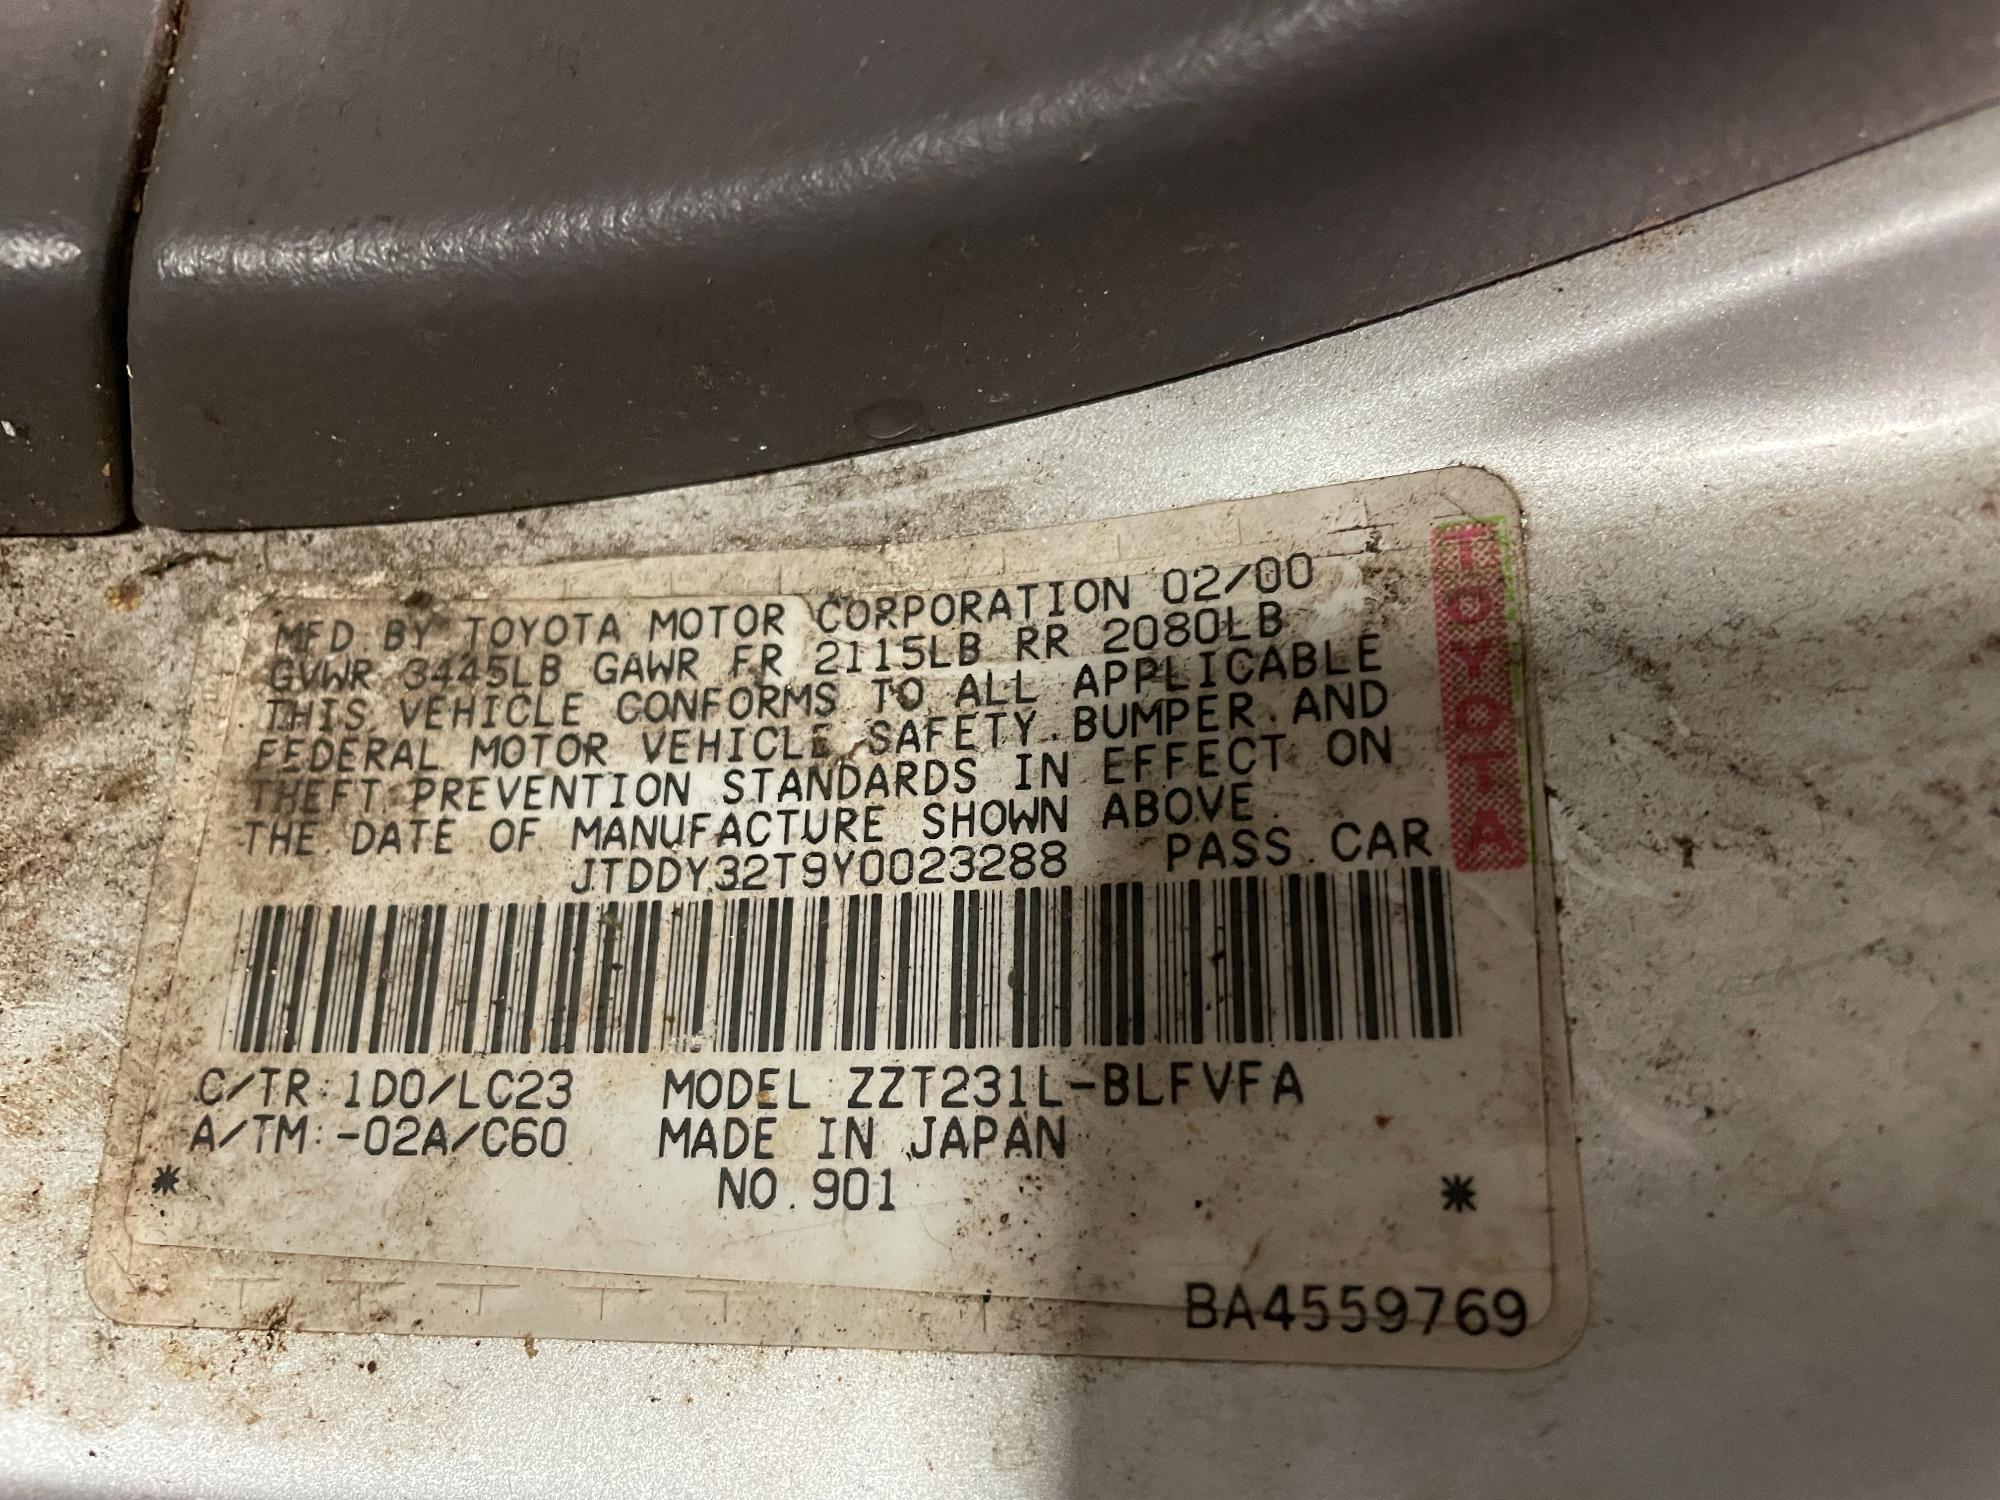 MFD. BY TOYOTA MOTOR CORPORATION 02/00
GVWR 3445LB GAWR FR 2115LB RR 2080LB
THIS VEHICLE CONFORMS TO ALL APPLICABLE
FEDERAL MOTOR VEHICLE SAFETY. BUMPER. AND
THEFT PREVENTION STANDARDS IN EFFECT ON
THE DATE OF MANUFACTURE SHOWN ABOVE.
JTDDY32T9Y0023288 PASS. CAR
C/TR:1D0/LC23 MODEL:ZZT231L-BLFVFA
A/TM:-02A/C60 MADE IN JAPAN
* NO.901 *
BA4559769
TOYOTA